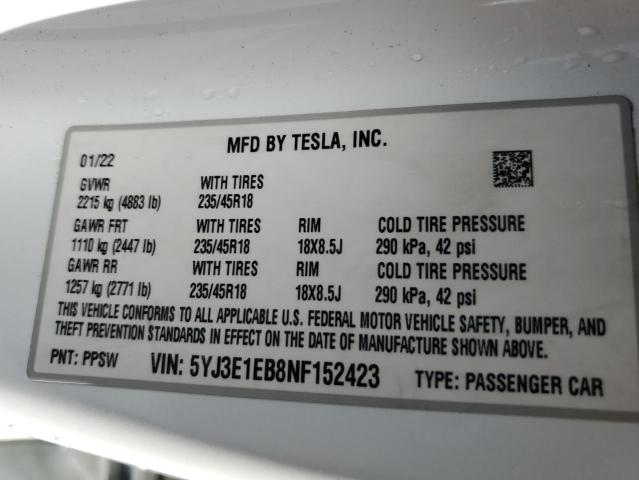 MFD BY TESLA, INC.
01/22
GVWR WITH TIRES
2215 kg (4883 lb) 235/45R18
GAWR FRT WITH TIRES RIM COLD TIRE PRESSURE
1110 kg (2447 lb) 235/45R18 18X8.5J 290 kPa, 42 psi
GAWR RR WITH TIRES RIM COLD TIRE PRESSURE
1257 kg (2771 lb) 235/45R18 18X8.5J 290 kPa, 42 psi
THIS VEHICLE CONFORMS TO ALL APPLICABLE U.S. FEDERAL MOTOR VEHICLE SAFETY, BUMPER, AND
THEFT PREVENTION STANDARDS IN EFFECT ON THE DATE OF MANUFACTURE SHOWN ABOVE.
PNT: PPSW VIN: 5YJ3E1EB8NF152423 TYPE: PASSENGER CAR